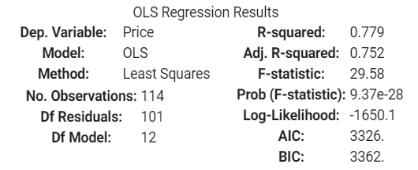 OLS Regression Results
Dep. Variable: Price R-squared: 0.779
Model: OLS Adj. R-squared: 0.752
Method: Least Squares F-statistic: 29.58
No. Observations: 114 Prob (F-statistic): 9.37e-28
Df Residuals: 101 Log-Likelihood: -1650.1
Df Model: 12 AIC: 3326.
BIC: 3362.